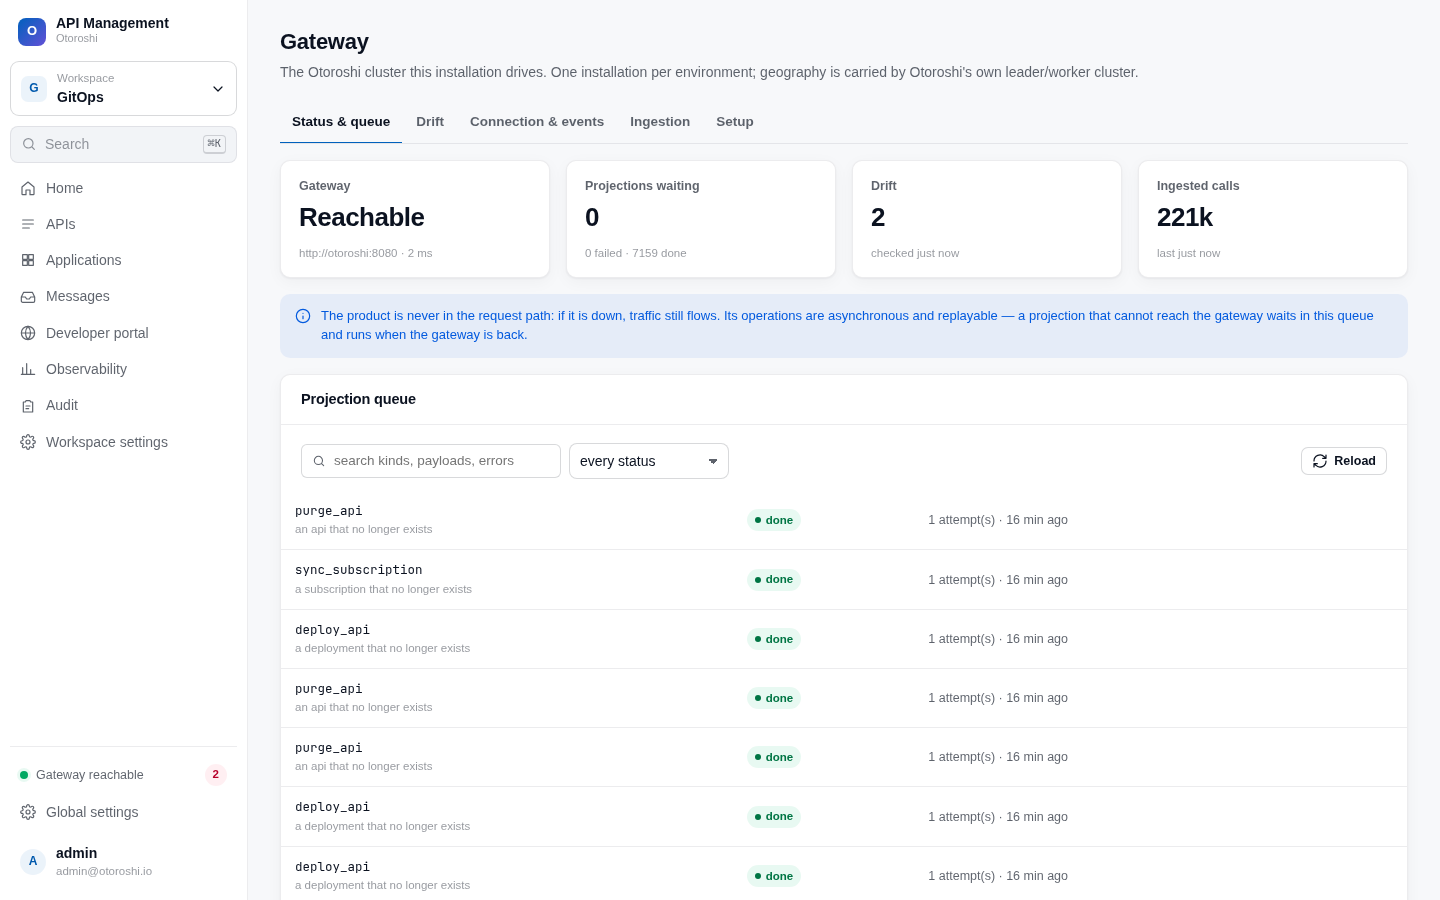 O
API Management
Otoroshi
G
Workspace
GitOps
Search
⌘K
Home
APIs
Applications
Messages
Developer portal
Observability
Audit
Workspace settings
Gateway reachable
2
Global settings
A
admin
admin@otoroshi.io
Gateway
The Otoroshi cluster this installation drives. One installation per environment; geography is carried by Otoroshi's own leader/worker cluster.
Status & queue
Drift
Connection & events
Ingestion
Setup
Gateway
Reachable
http://otoroshi:8080 · 2 ms
Projections waiting
0
0 failed · 7159 done
Drift
2
checked just now
Ingested calls
221k
last just now
The product is never in the request path: if it is down, traffic still flows. Its operations are asynchronous and replayable — a projection that cannot reach the gateway waits in this queue
and runs when the gateway is back.
Projection queue
search kinds, payloads, errors
every status
Reload
purge_api
an api that no longer exists
done
1 attempt(s) · 16 min ago
sync_subscription
a subscription that no longer exists
done
1 attempt(s) · 16 min ago
deploy_api
a deployment that no longer exists
done
1 attempt(s) · 16 min ago
purge_api
an api that no longer exists
done
1 attempt(s) · 16 min ago
purge_api
an api that no longer exists
done
1 attempt(s) · 16 min ago
deploy_api
a deployment that no longer exists
done
1 attempt(s) · 16 min ago
deploy_api
a deployment that no longer exists
done
1 attempt(s) · 16 min ago